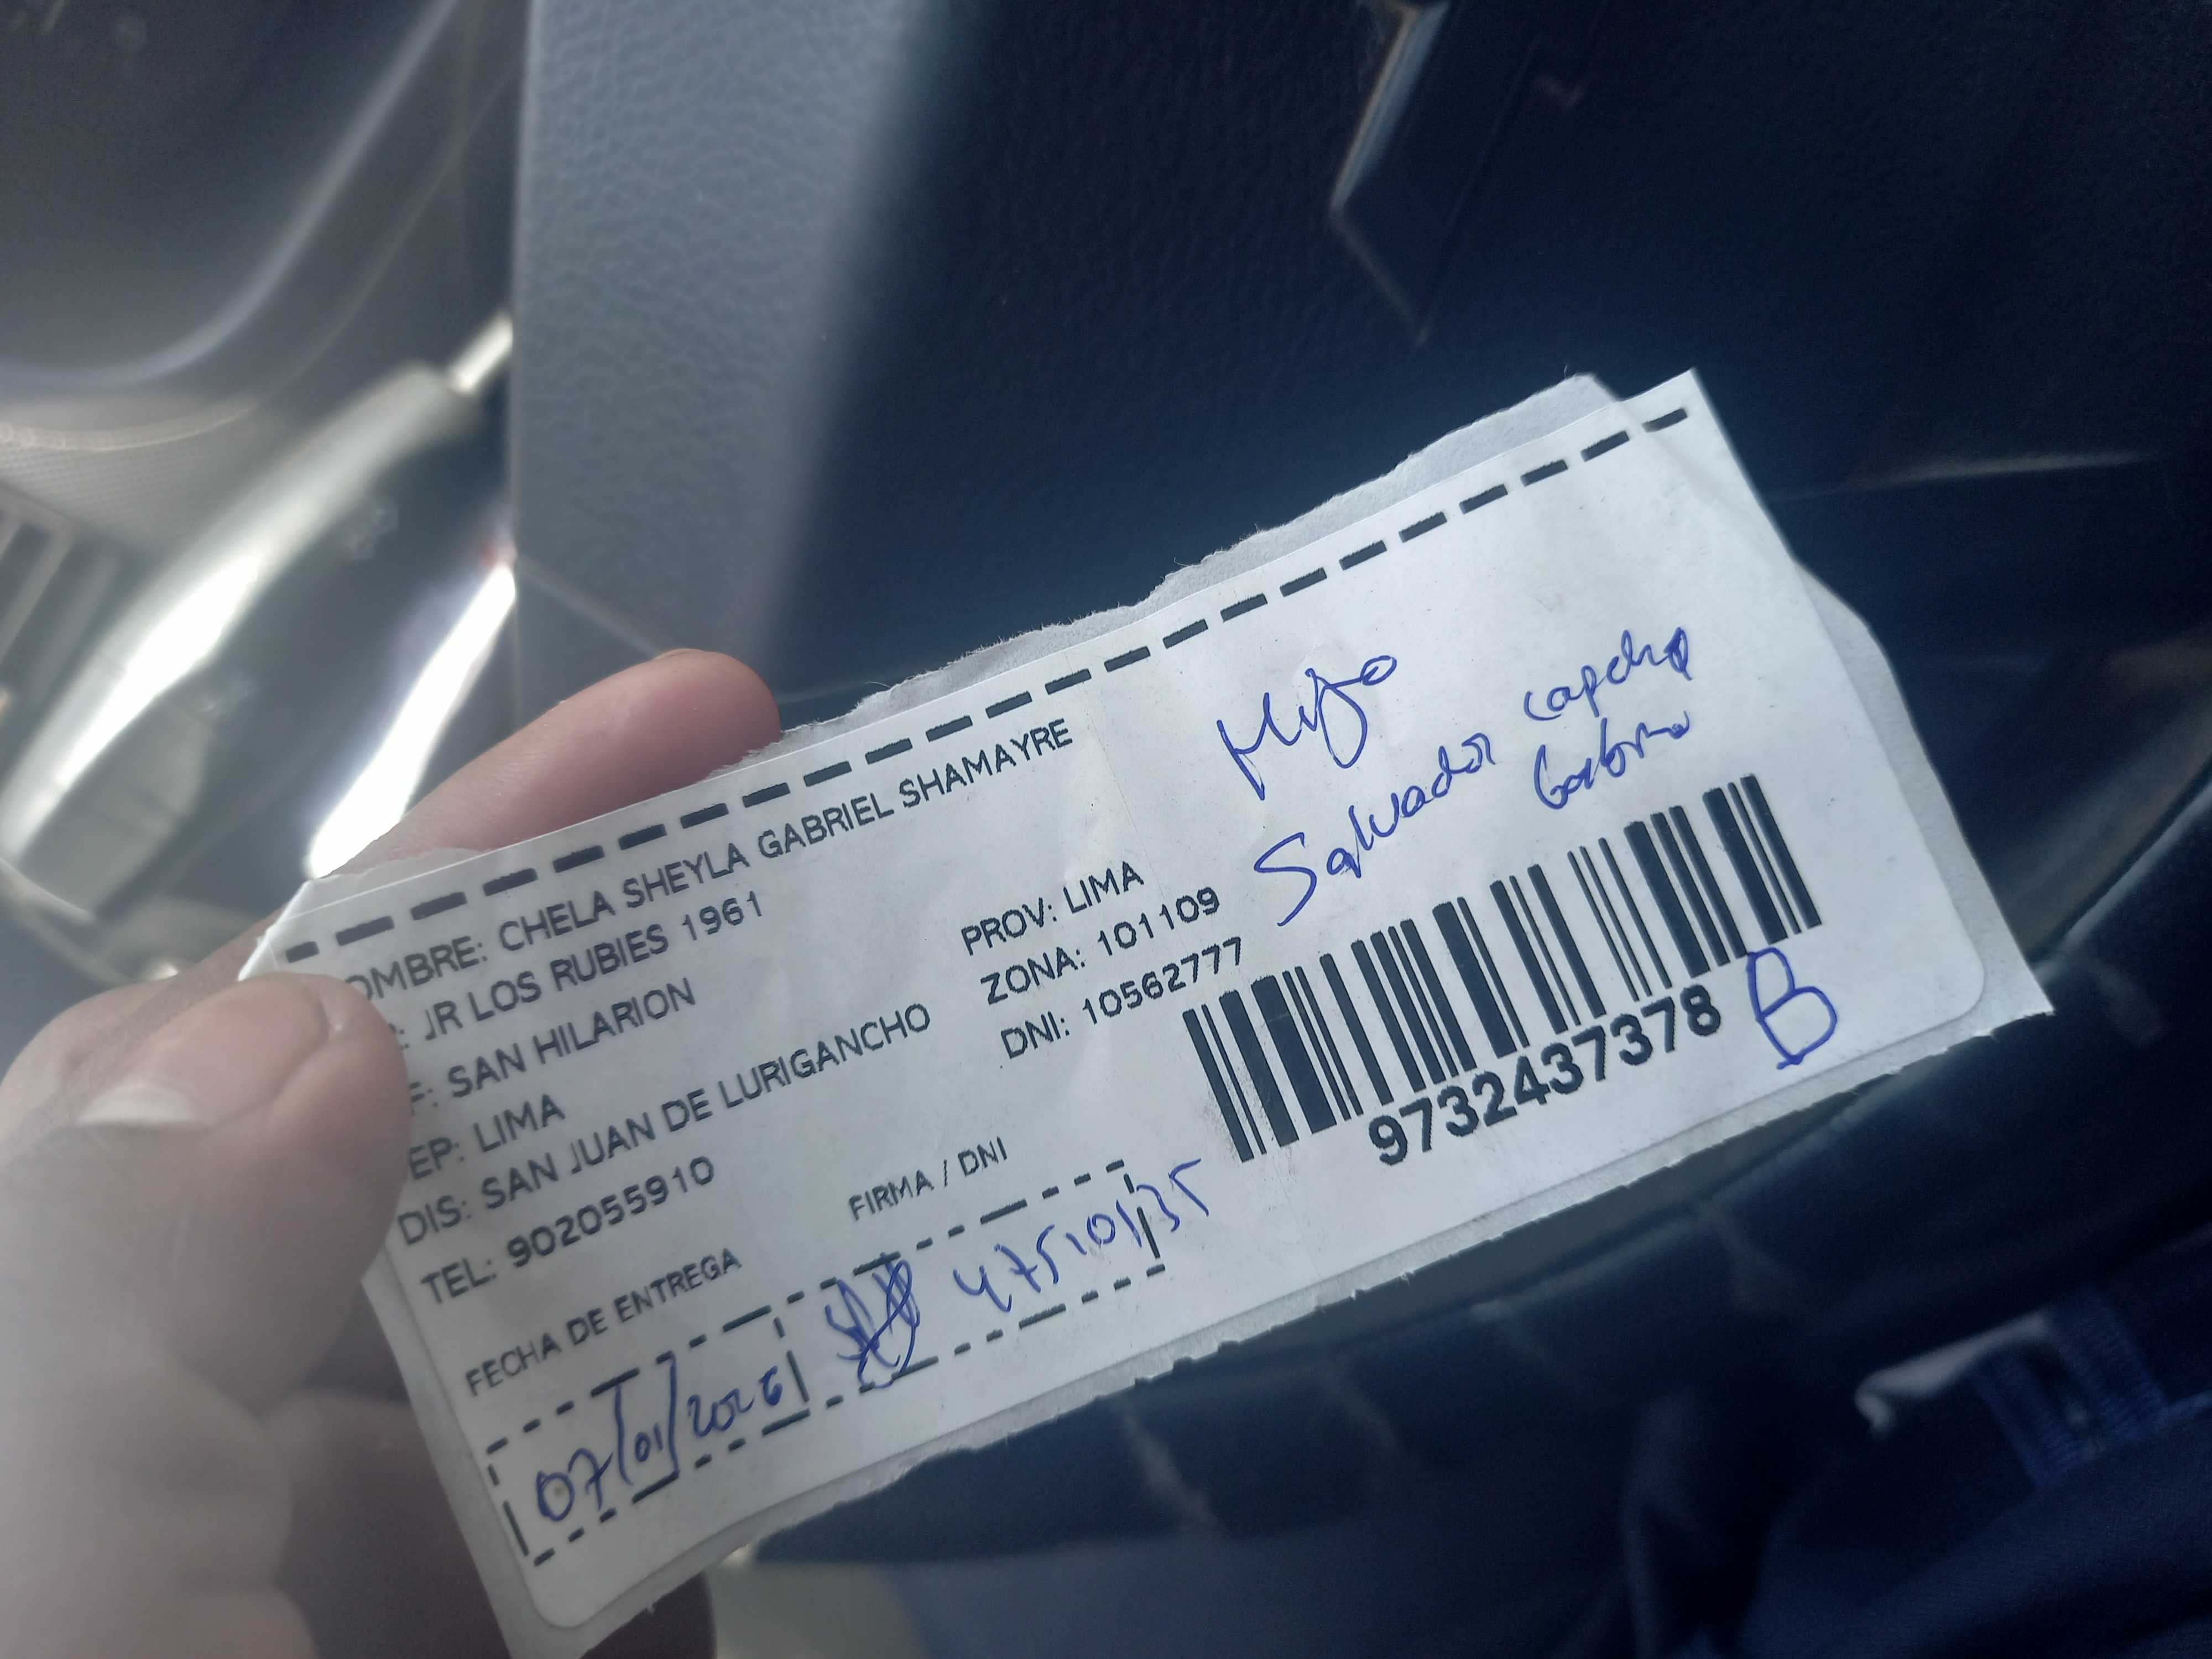 OMBRE: CHELA SHEYLA GABRIEL SHAMAYRE
: JR LOS RUBIES 1961
F: SAN HILARION
EP: LIMA
PROV: LIMA
ZONA: 101109
DIS: SAN JUAN DE LURIGANCHO
DNI: 10562777
TEL: 902055910
Hijo
Salvador capcha
9732437378
B
FECHA DE ENTREGA
FIRMA / DNI
07/01/2026